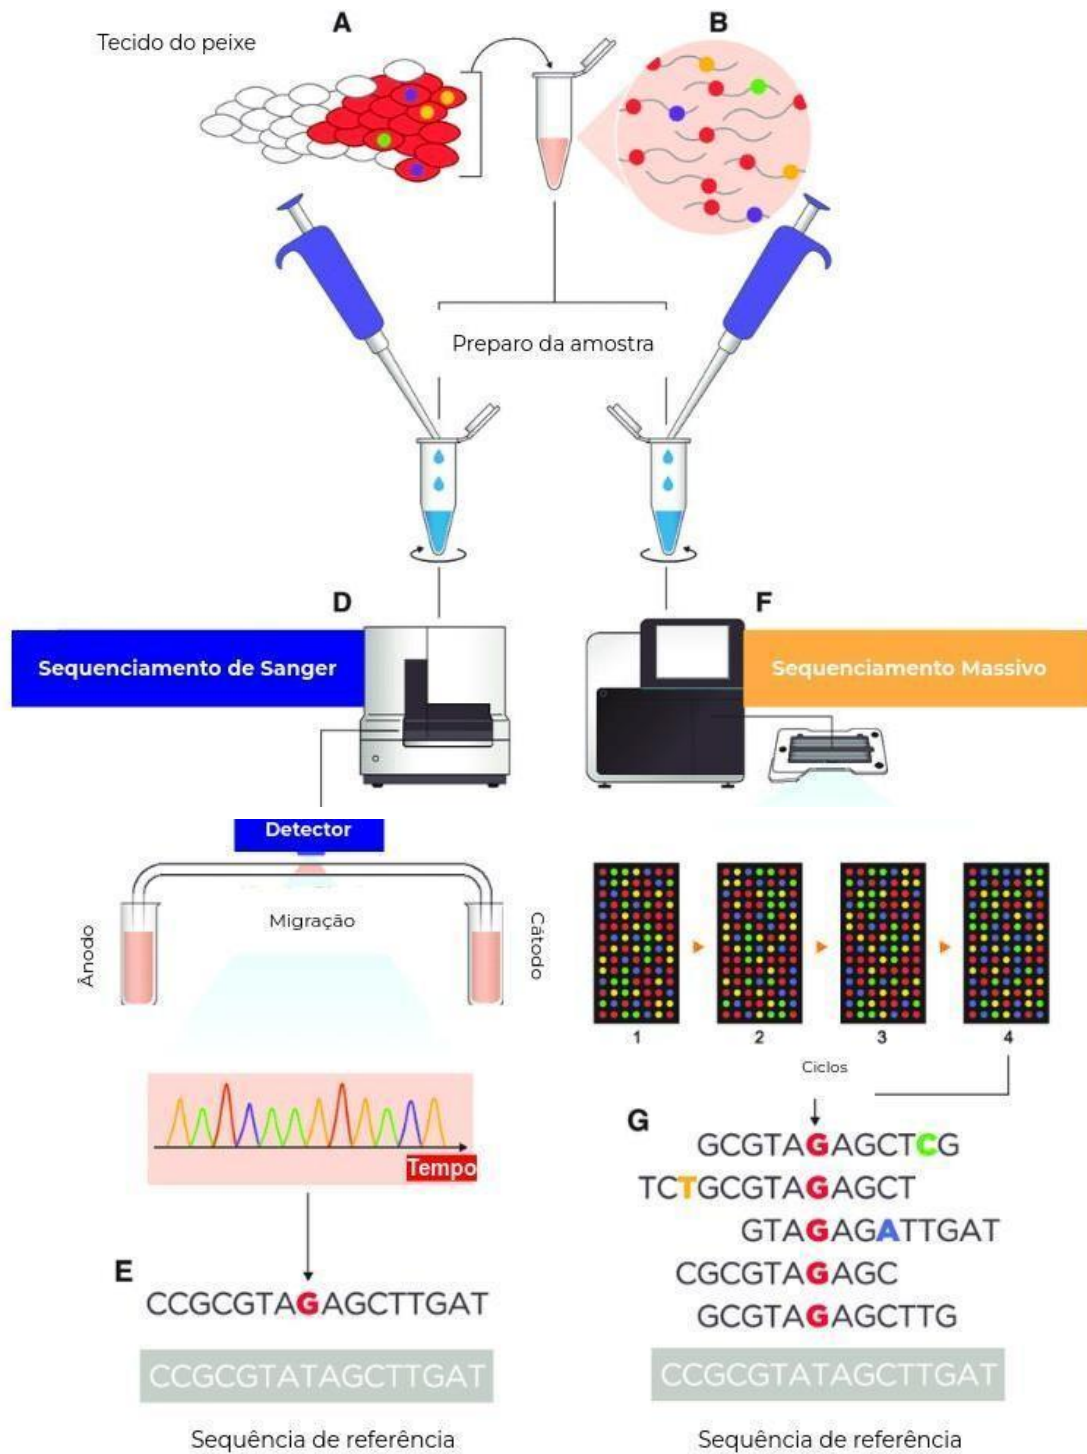 A
B
Tecido do peixe
Preparo da amostra
D
F
Sequenciamento de Sanger
Sequenciamento Massivo
Detector
Migração
Ânodo
Cátodo
1
2
3
4
Ciclos
Tempo
G
GCGTAGAGCTCG
TCTGCGTAGAGCT
GTAGAGATTGAT
CGCGTAGAGC
GCGTAGAGCTTG
E
CCGCGTAGAGCTTGAT
CCGCGTATAGCTTGAT
CCGCGTATAGCTTGAT
Sequência de referência
Sequência de referência